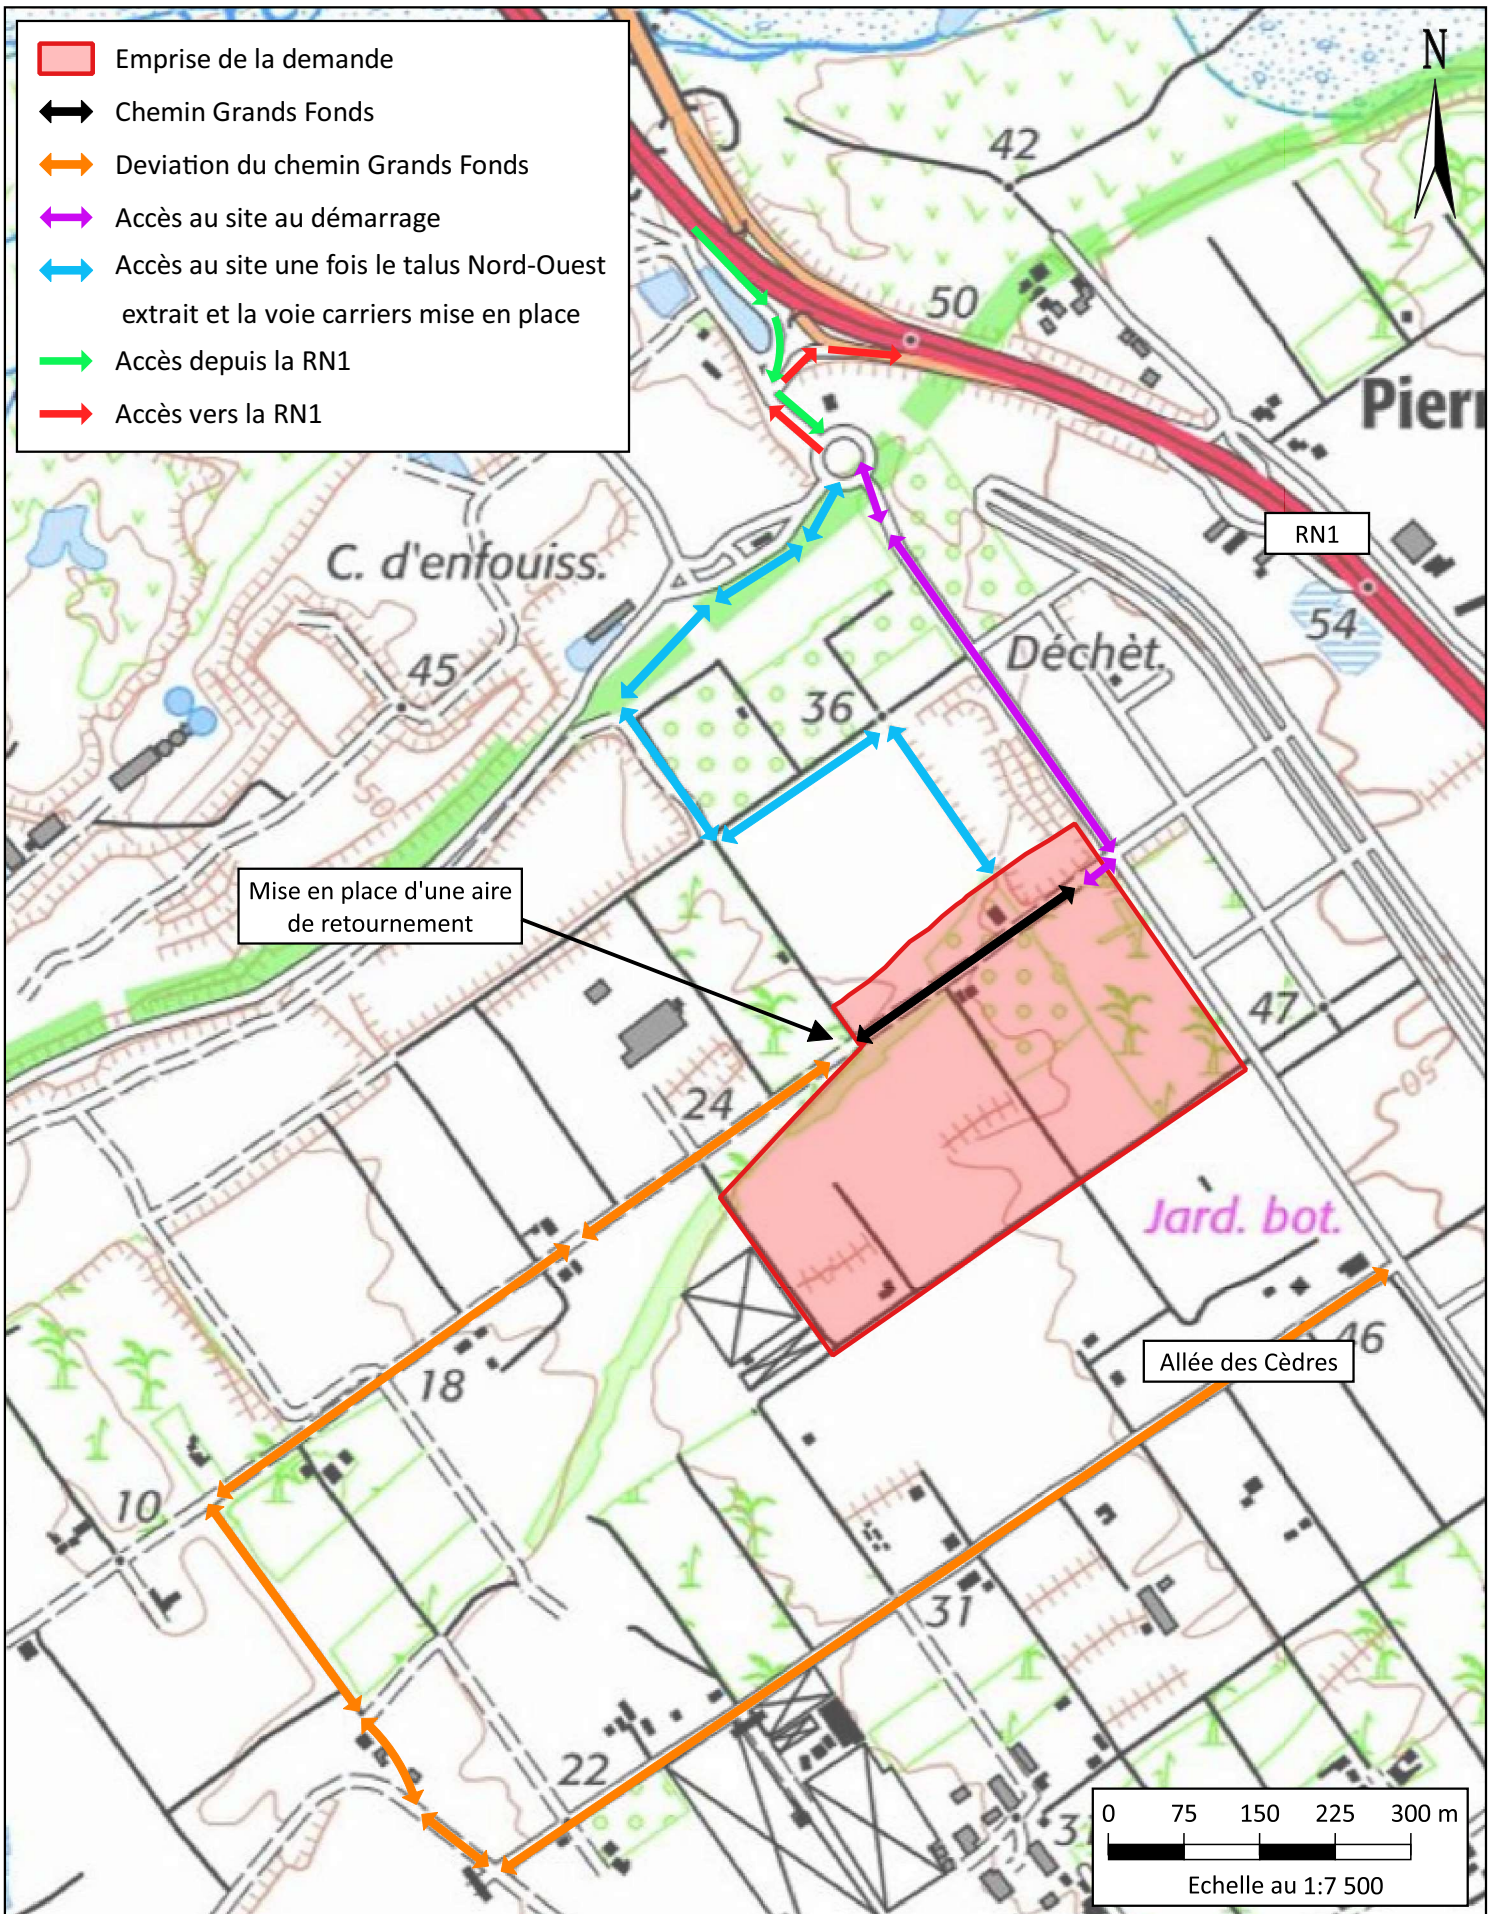 Emprise de la demande
Chemin Grands Fonds
Deviation du chemin Grands Fonds
Accès au site au démarrage
Accès au site une fois le talus Nord-Ouest
extrait et la voie carriers mise en place
Accès depuis la RN1
Accès vers la RN1
N
42
50
Pierr
RN1
C. d'enfouiss.
54
Déchèt.
45
36
50
Mise en place d'une aire
de retournement
47
50
24
Jard. bot.
46
Allée des Cèdres
18
10
31
22
0 75 150 225 300 m
Echelle au 1:7 500